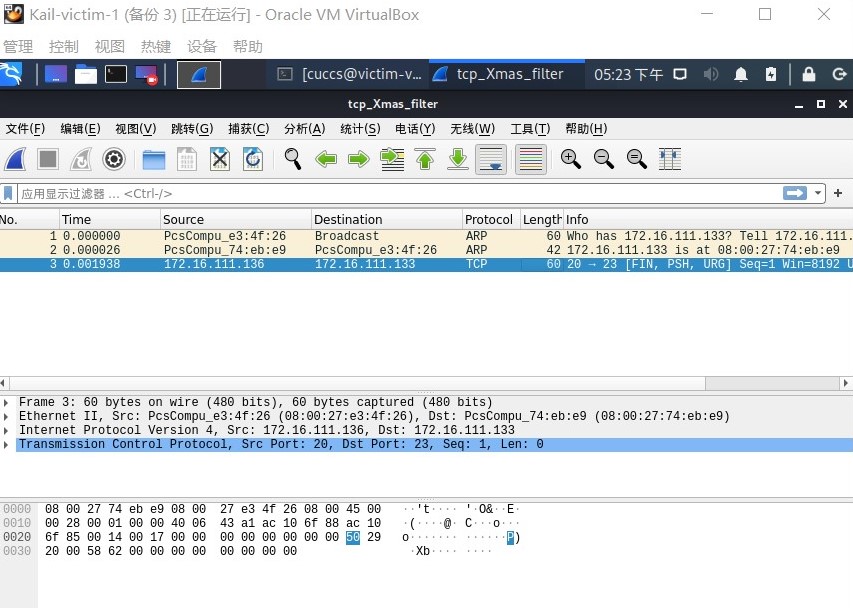 Kail-victim-1 (备份 3) [正在运行] - Oracle VM VirtualBox
管理 控制 视图 热键 设备 帮助
[cuccs@victim-v... tcp_Xmas_filter 05:23 下午
tcp_Xmas_filter
文件(F) 编辑(E) 视图(V) 跳转(G) 捕获(C) 分析(A) 统计(S) 电话(Y) 无线(W) 工具(T) 帮助(H)
应用显示过滤器 … <Ctrl-/>
No. Time Source Destination Protocol Length Info
1 0.000000 PcsCompu_e3:4f:26 Broadcast ARP 60 Who has 172.16.111.133? Tell 172.16.111.
2 0.000026 PcsCompu_74:eb:e9 PcsCompu_e3:4f:26 ARP 42 172.16.111.133 is at 08:00:27:74:eb:e9
3 0.001938 172.16.111.136 172.16.111.133 TCP 60 20 → 23 [FIN, PSH, URG] Seq=1 Win=8192 U
Frame 3: 60 bytes on wire (480 bits), 60 bytes captured (480 bits)
Ethernet II, Src: PcsCompu_e3:4f:26 (08:00:27:e3:4f:26), Dst: PcsCompu_74:eb:e9 (08:00:27:74:eb:e9)
Internet Protocol Version 4, Src: 172.16.111.136, Dst: 172.16.111.133
Transmission Control Protocol, Src Port: 20, Dst Port: 23, Seq: 1, Len: 0
0000 08 00 27 74 eb e9 08 00 27 e3 4f 26 08 00 45 00 ··'t···· '·O&··E·
0010 00 28 00 01 00 00 40 06 43 a1 ac 10 6f 88 ac 10 ·(····@· C···o···
0020 6f 85 00 14 00 17 00 00 00 00 00 00 00 00 50 29 o······· ······P)
0030 20 00 58 62 00 00 00 00 00 00 00 00 ·Xb···· ····